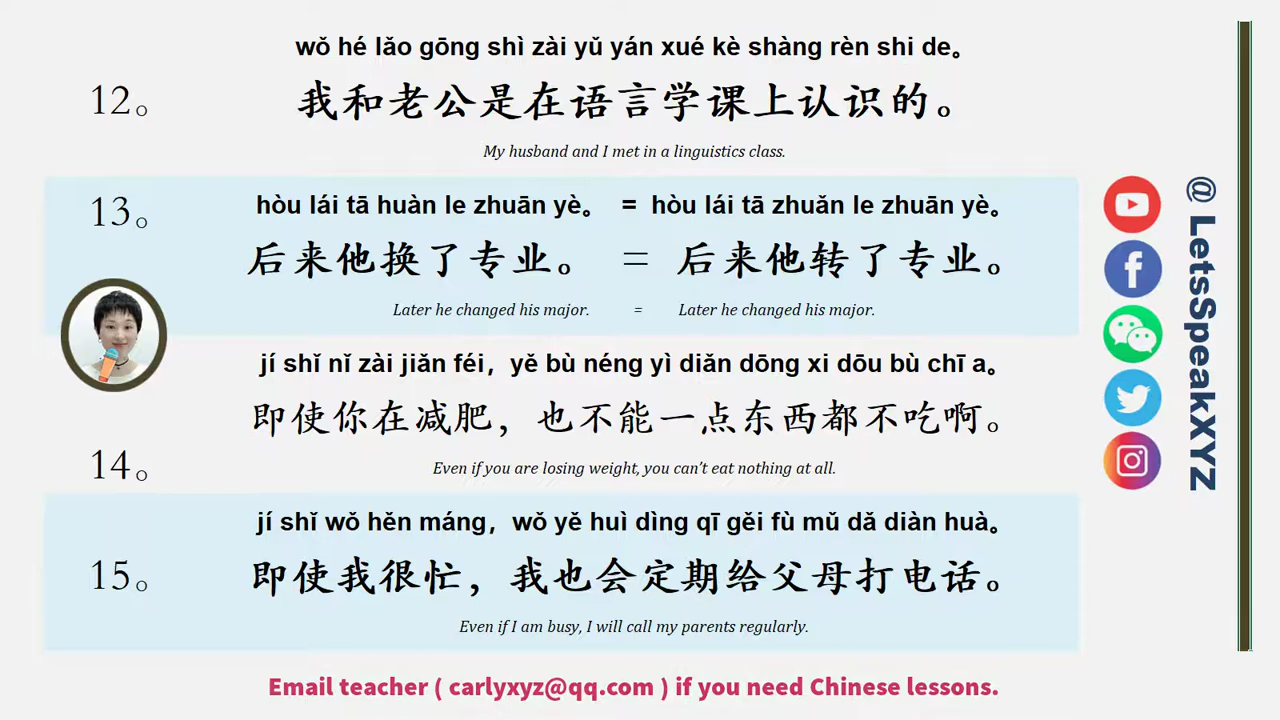 wǒ hé lǎo gōng shì zài yǔ yán xué kè shàng rèn shi de。
12。 我和老公是在语言学课上认识的。
My husband and I met in a linguistics class.
13。 hòu lái tā huàn le zhuān yè。 = hòu lái tā zhuǎn le zhuān yè。
后来他换了专业。 = 后来他转了专业。
Later he changed his major. = Later he changed his major.
jí shǐ nǐ zài jiǎn féi, yě bù néng yì diǎn dōng xi dōu bù chī a。
即使你在减肥，也不能一点东西都不吃啊。
14。 Even if you are losing weight, you can't eat nothing at all.
jí shǐ wǒ hěn máng, wǒ yě huì dìng qī gěi fù mǔ dǎ diàn huà。
15。 即使我很忙，我也会定期给父母打电话。
Even if I am busy, I will call my parents regularly.
Email teacher ( carlyxyz@qq.com ) if you need Chinese lessons.
@ LetsSpeakXYZ